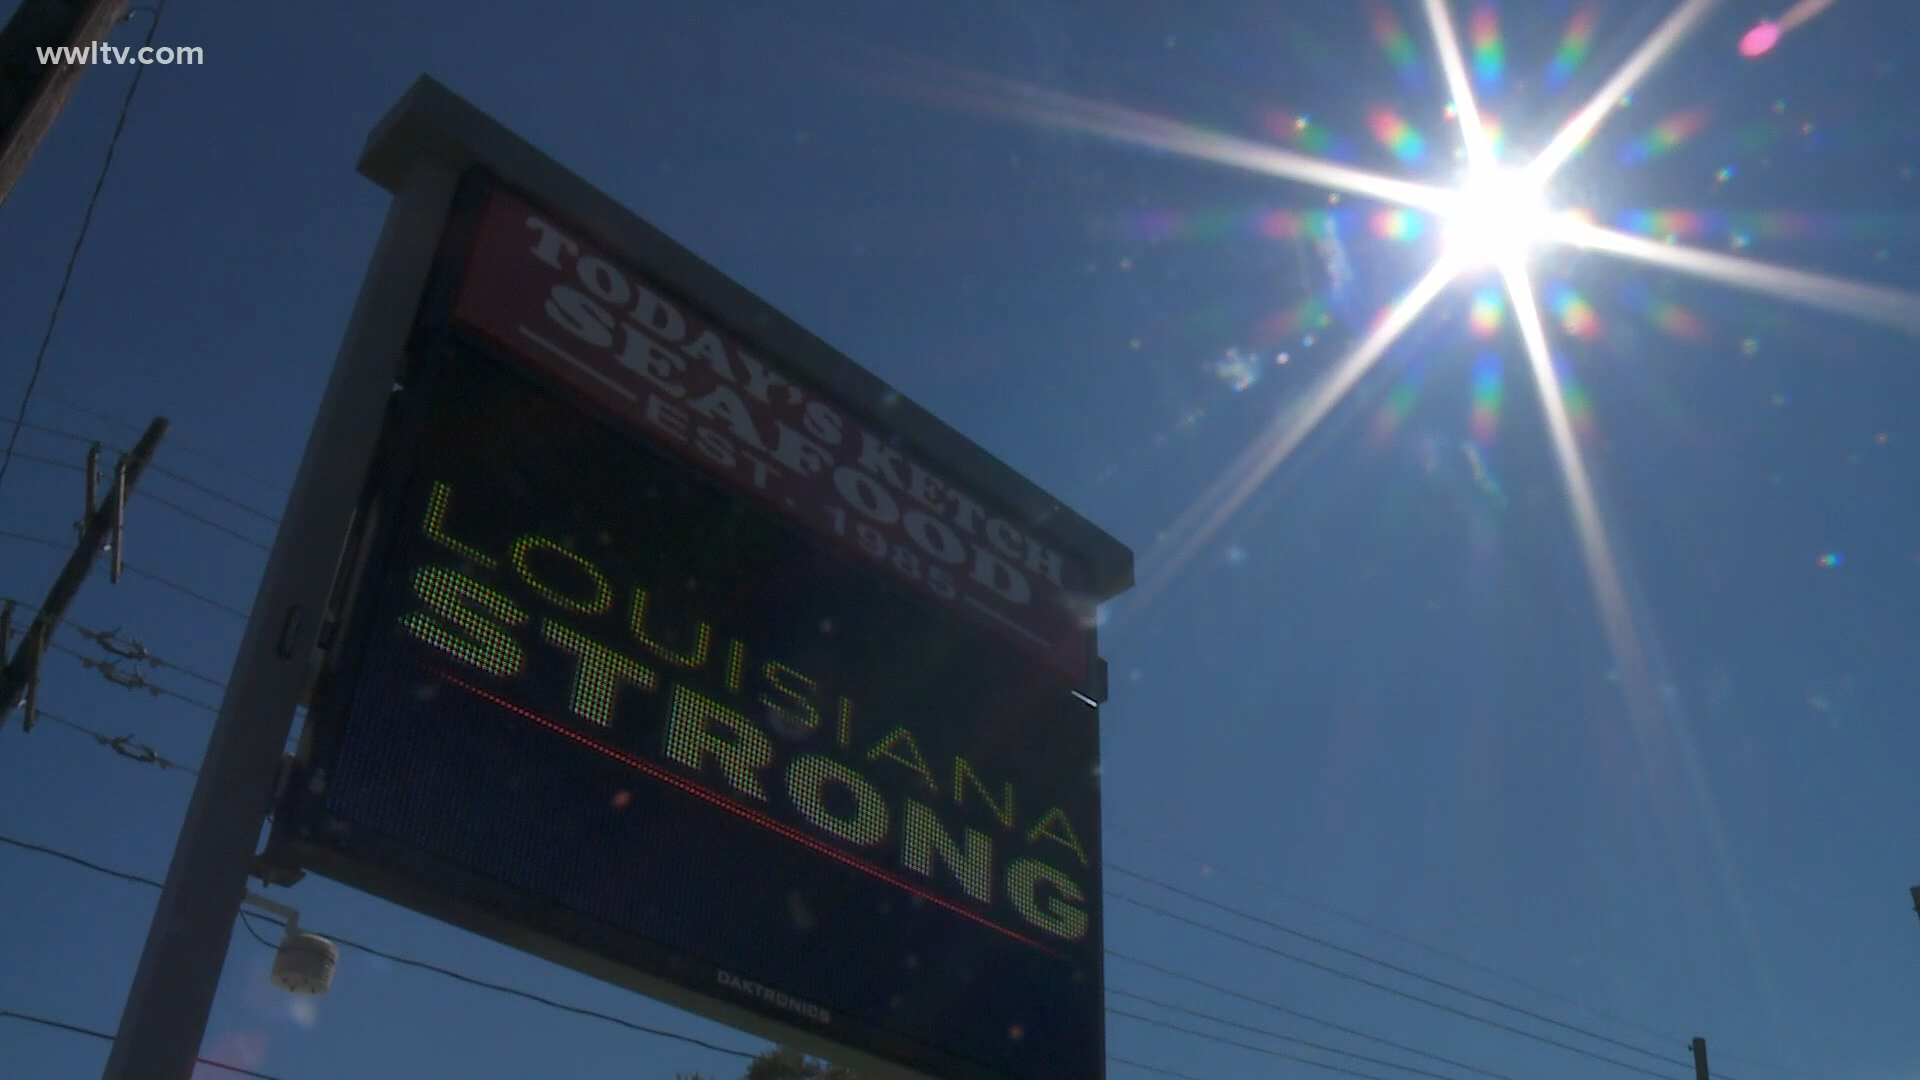 wwltv.com
TODAY'S KETCH
SEAFOOD
EST. 1985
LOUISIANA
STRONG
DAKTRONICS